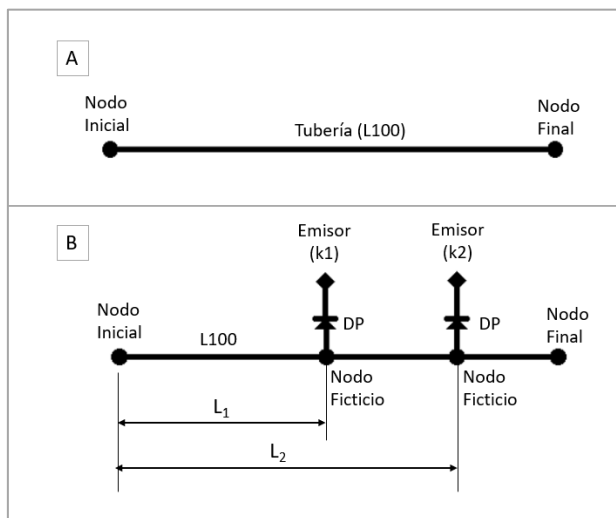 A
Nodo
Inicial
Tubería (L100)
Nodo
Final
B
Emisor
(k1)
Emisor
(k2)
Nodo
Inicial
DP
DP
Nodo
Final
L100
Nodo
Ficticio
Nodo
Ficticio
L1
L2